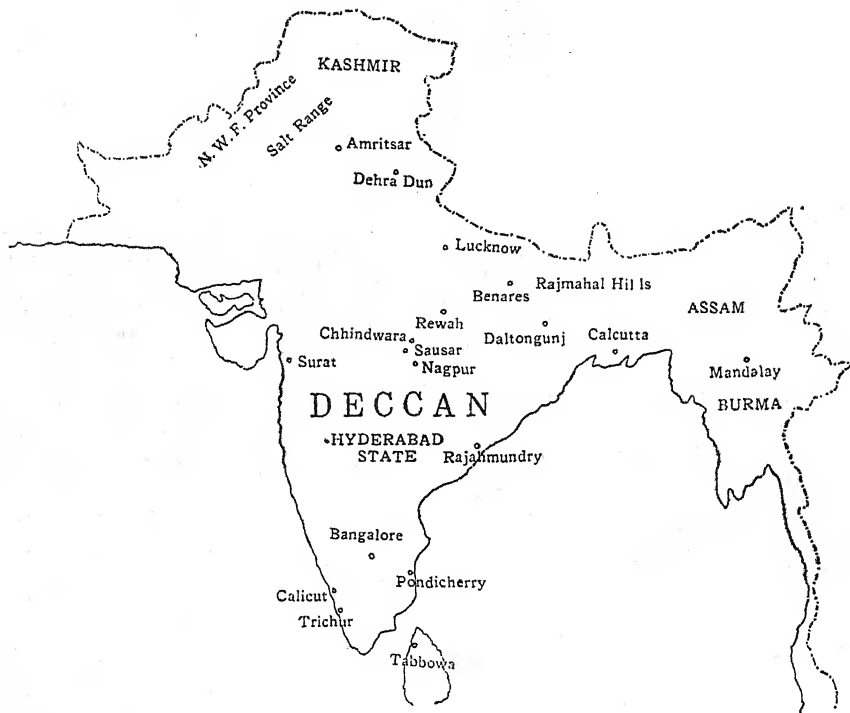 KASHMIR
N. W. F. Province
Salt Range
Amritsar
Dehra Dun
Lucknow
Benares
Rajmahal Hills
Rewah
ASSAM
Chhindwara
Daltongunj
Calcutta
Sausar
Surat
Nagpur
Mandalay
DECCAN
BURMA
HYDERABAD
STATE
Rajahmundry
Bangalore
Pondicherry
Calicut
Trichur
Tabbowa